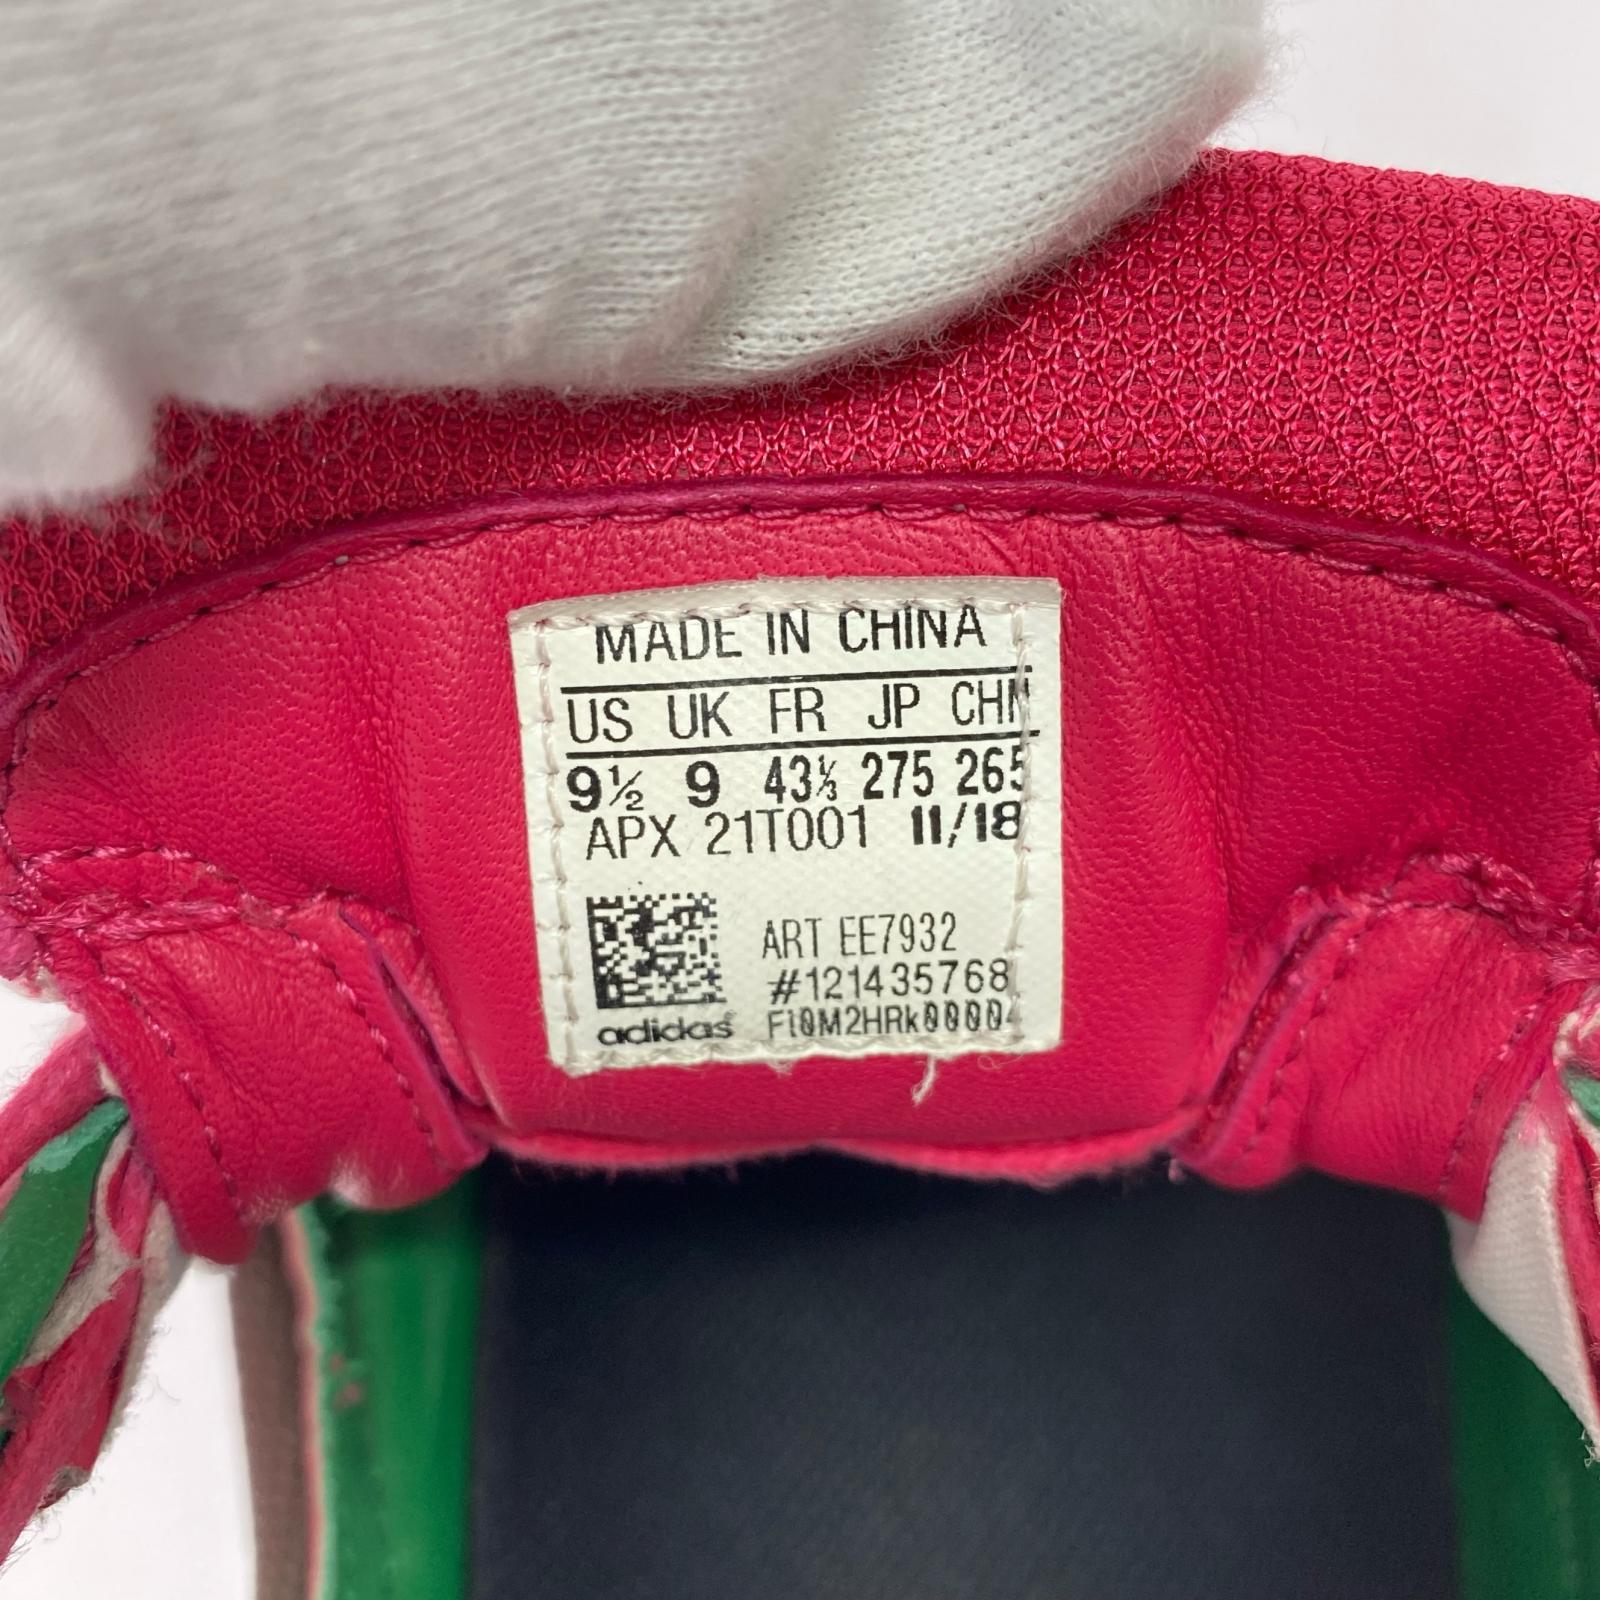 MADE IN CHINA
US UK FR JP CHN
9½ 9 43⅓ 275 265
APX 21T001 11/18
ART EE7932
#121435768
adidas F10M2HRk00004